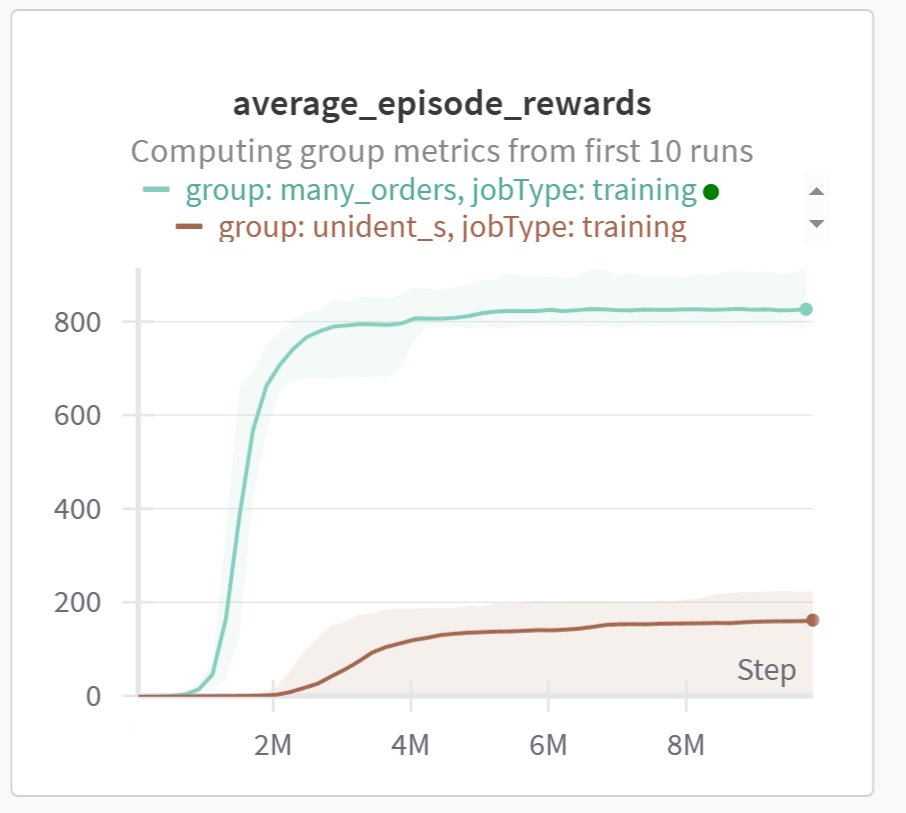 average_episode_rewards
Computing group metrics from first 10 runs
group: many_orders, jobType: training
group: unident_s, jobType: training
800
600
400
200
0
Step
2M 4M 6M 8M